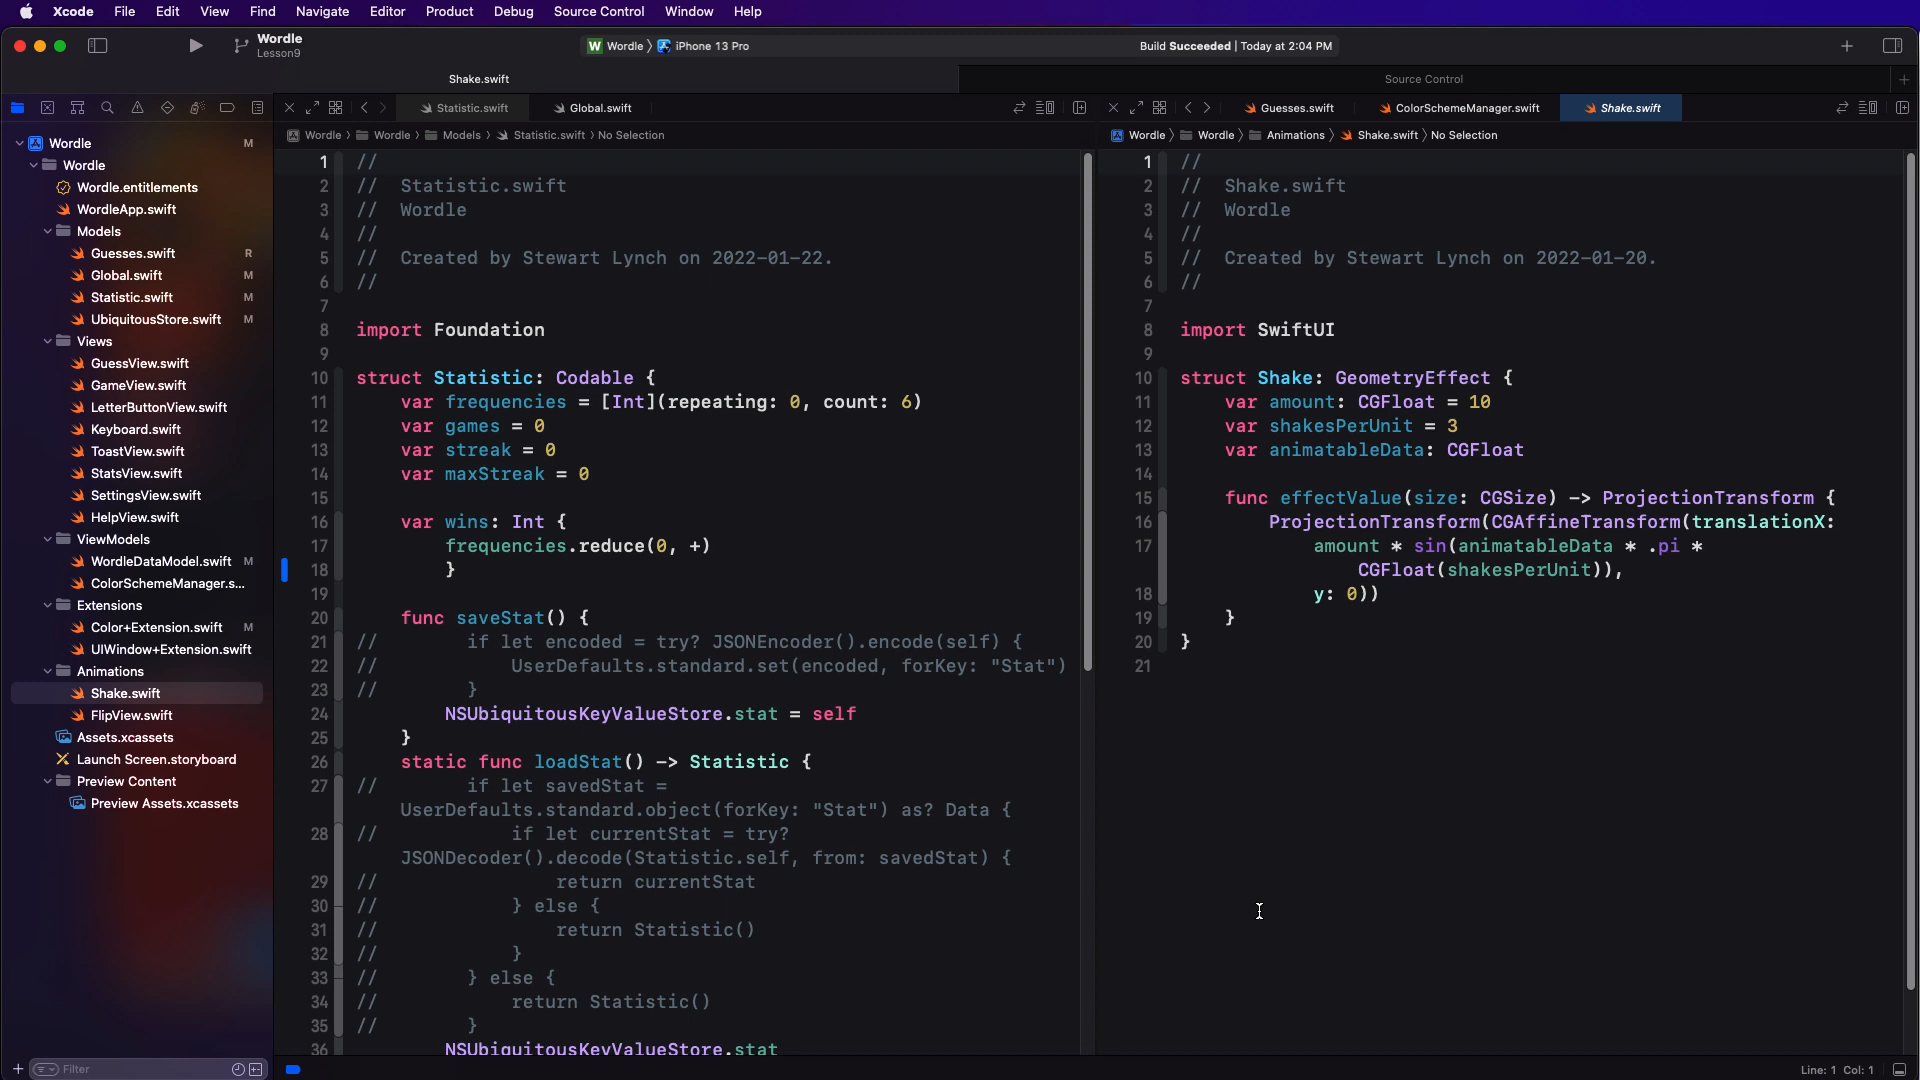 Xcode File Edit View Find Navigate Editor Product Debug Source Control Window Help
Wordle
Lesson9
W Wordle 〉 iPhone 13 Pro
Build Succeeded | Today at 2:04 PM
Shake.swift
Source Control
Statistic.swift
Global.swift
Guesses.swift
ColorSchemeManager.swift
Shake.swift
Wordle 〉 Wordle 〉 Models 〉 Statistic.swift 〉 No Selection
Wordle 〉 Wordle 〉 Animations 〉 Shake.swift 〉 No Selection
Wordle M
Wordle
Wordle.entitlements
WordleApp.swift
Models
Guesses.swift R
Global.swift M
Statistic.swift M
UbiquitousStore.swift M
Views
GuessView.swift
GameView.swift
LetterButtonView.swift
Keyboard.swift
ToastView.swift
StatsView.swift
SettingsView.swift
HelpView.swift
ViewModels
WordleDataModel.swift M
ColorSchemeManager.s...
Extensions
Color+Extension.swift M
UIWindow+Extension.swift
Animations
Shake.swift
FlipView.swift
Assets.xcassets
Launch Screen.storyboard
Preview Content
Preview Assets.xcassets
Filter
1 //
2 //  Statistic.swift
3 //  Wordle
4 //
5 //  Created by Stewart Lynch on 2022-01-22.
6 //
7
8 import Foundation
9
10 struct Statistic: Codable {
11     var frequencies = [Int](repeating: 0, count: 6)
12     var games = 0
13     var streak = 0
14     var maxStreak = 0
15
16     var wins: Int {
17         frequencies.reduce(0, +)
18         }
19
20     func saveStat() {
21 //        if let encoded = try? JSONEncoder().encode(self) {
22 //            UserDefaults.standard.set(encoded, forKey: "Stat")
23 //        }
24         NSUbiquitousKeyValueStore.stat = self
25     }
26     static func loadStat() -> Statistic {
27 //        if let savedStat =
UserDefaults.standard.object(forKey: "Stat") as? Data {
28 //            if let currentStat = try?
JSONDecoder().decode(Statistic.self, from: savedStat) {
29 //                return currentStat
30 //            } else {
31 //                return Statistic()
32 //            }
33 //        } else {
34 //            return Statistic()
35 //        }
36         NSUbiquitousKeyValueStore.stat
1 //
2 //  Shake.swift
3 //  Wordle
4 //
5 //  Created by Stewart Lynch on 2022-01-20.
6 //
7
8 import SwiftUI
9
10 struct Shake: GeometryEffect {
11     var amount: CGFloat = 10
12     var shakesPerUnit = 3
13     var animatableData: CGFloat
14
15     func effectValue(size: CGSize) -> ProjectionTransform {
16         ProjectionTransform(CGAffineTransform(translationX:
17             amount * sin(animatableData * .pi *
CGFloat(shakesPerUnit)),
18             y: 0))
19     }
20 }
21
Line: 1 Col: 1